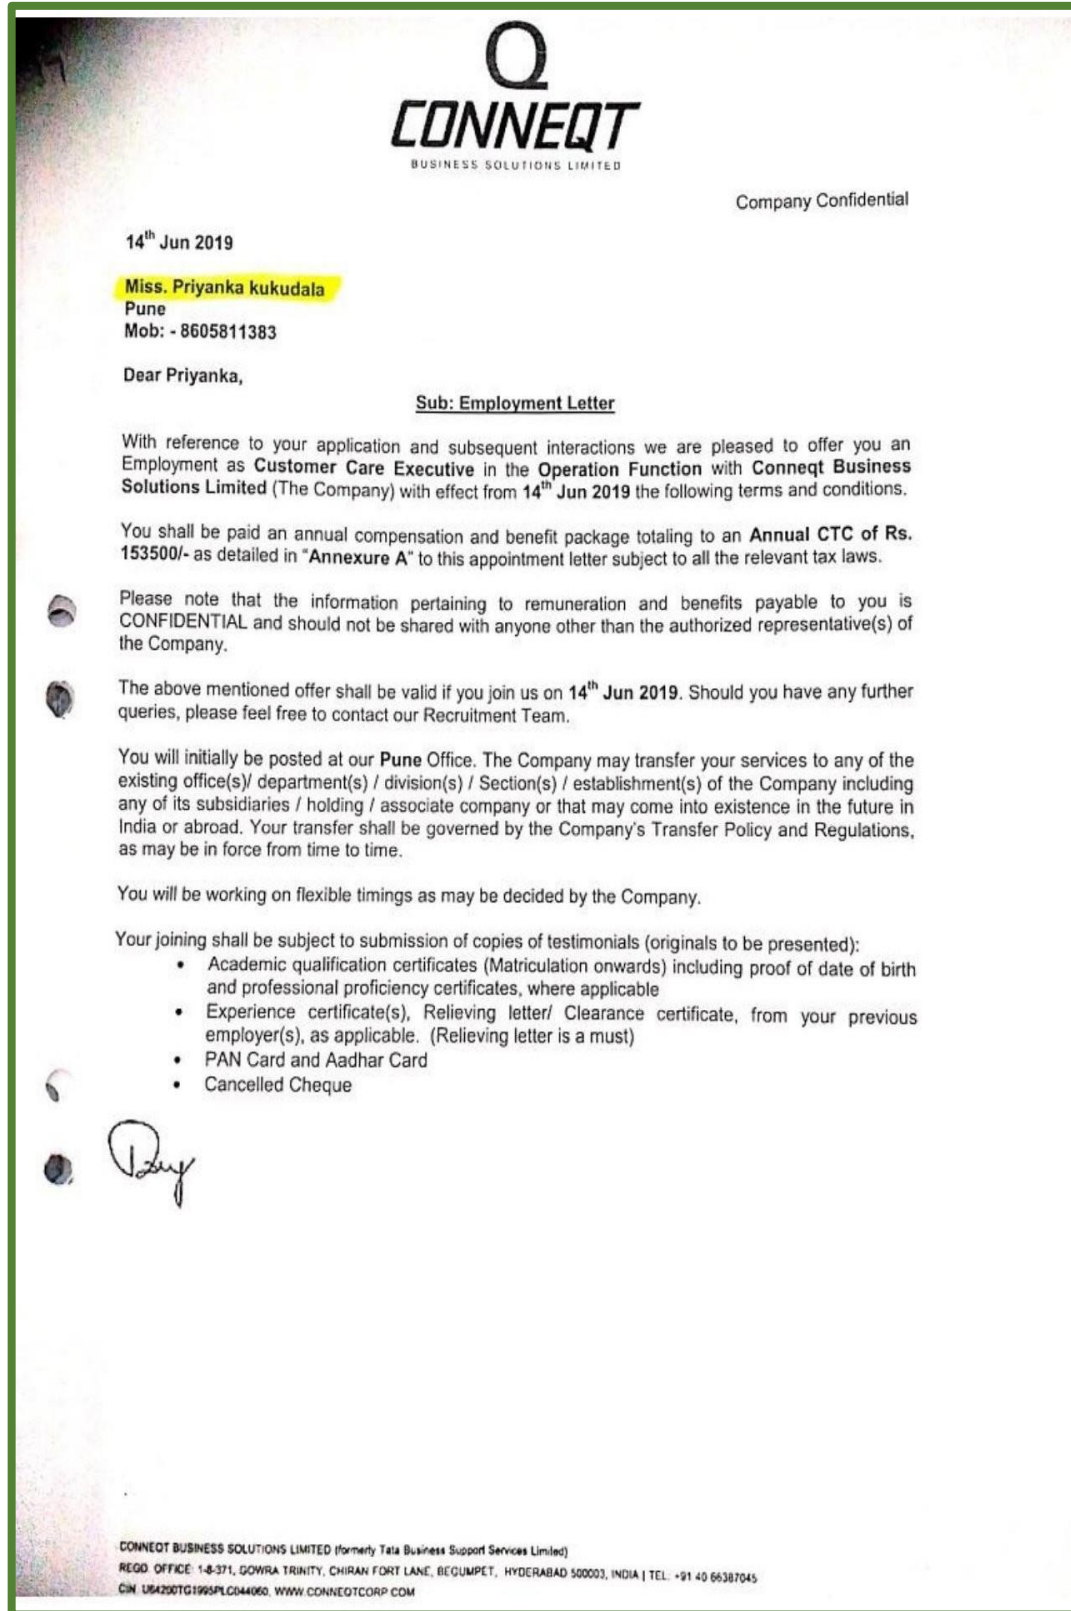 Q
CONNEQT
BUSINESS SOLUTIONS LIMITED
Company Confidential
14th Jun 2019
Miss. Priyanka kukudala
Pune
Mob: - 8605811383
Dear Priyanka,
Sub: Employment Letter
With reference to your application and subsequent interactions we are pleased to offer you an
Employment as Customer Care Executive in the Operation Function with Conneqt Business
Solutions Limited (The Company) with effect from 14th Jun 2019 the following terms and conditions.
You shall be paid an annual compensation and benefit package totaling to an Annual CTC of Rs.
153500/- as detailed in "Annexure A" to this appointment letter subject to all the relevant tax laws.
Please note that the information pertaining to remuneration and benefits payable to you is
CONFIDENTIAL and should not be shared with anyone other than the authorized representative(s) of
the Company.
The above mentioned offer shall be valid if you join us on 14th Jun 2019. Should you have any further
queries, please feel free to contact our Recruitment Team.
You will initially be posted at our Pune Office. The Company may transfer your services to any of the
existing office(s)/ department(s) / division(s) / Section(s) / establishment(s) of the Company including
any of its subsidiaries / holding / associate company or that may come into existence in the future in
India or abroad. Your transfer shall be governed by the Company's Transfer Policy and Regulations,
as may be in force from time to time.
You will be working on flexible timings as may be decided by the Company.
Your joining shall be subject to submission of copies of testimonials (originals to be presented):
• Academic qualification certificates (Matriculation onwards) including proof of date of birth
and professional proficiency certificates, where applicable
• Experience certificate(s), Relieving letter/ Clearance certificate, from your previous
employer(s), as applicable. (Relieving letter is a must)
• PAN Card and Aadhar Card
• Cancelled Cheque
CONNEQT BUSINESS SOLUTIONS LIMITED (formerly Tata Business Support Services Limited)
REGD. OFFICE: 1-8-371, GOWRA TRINITY, CHIRAN FORT LANE, BEGUMPET, HYDERABAD 500003, INDIA | TEL: +91 40 66387045
CIN: U64200TG1995PLC044060, WWW.CONNEQTCORP.COM